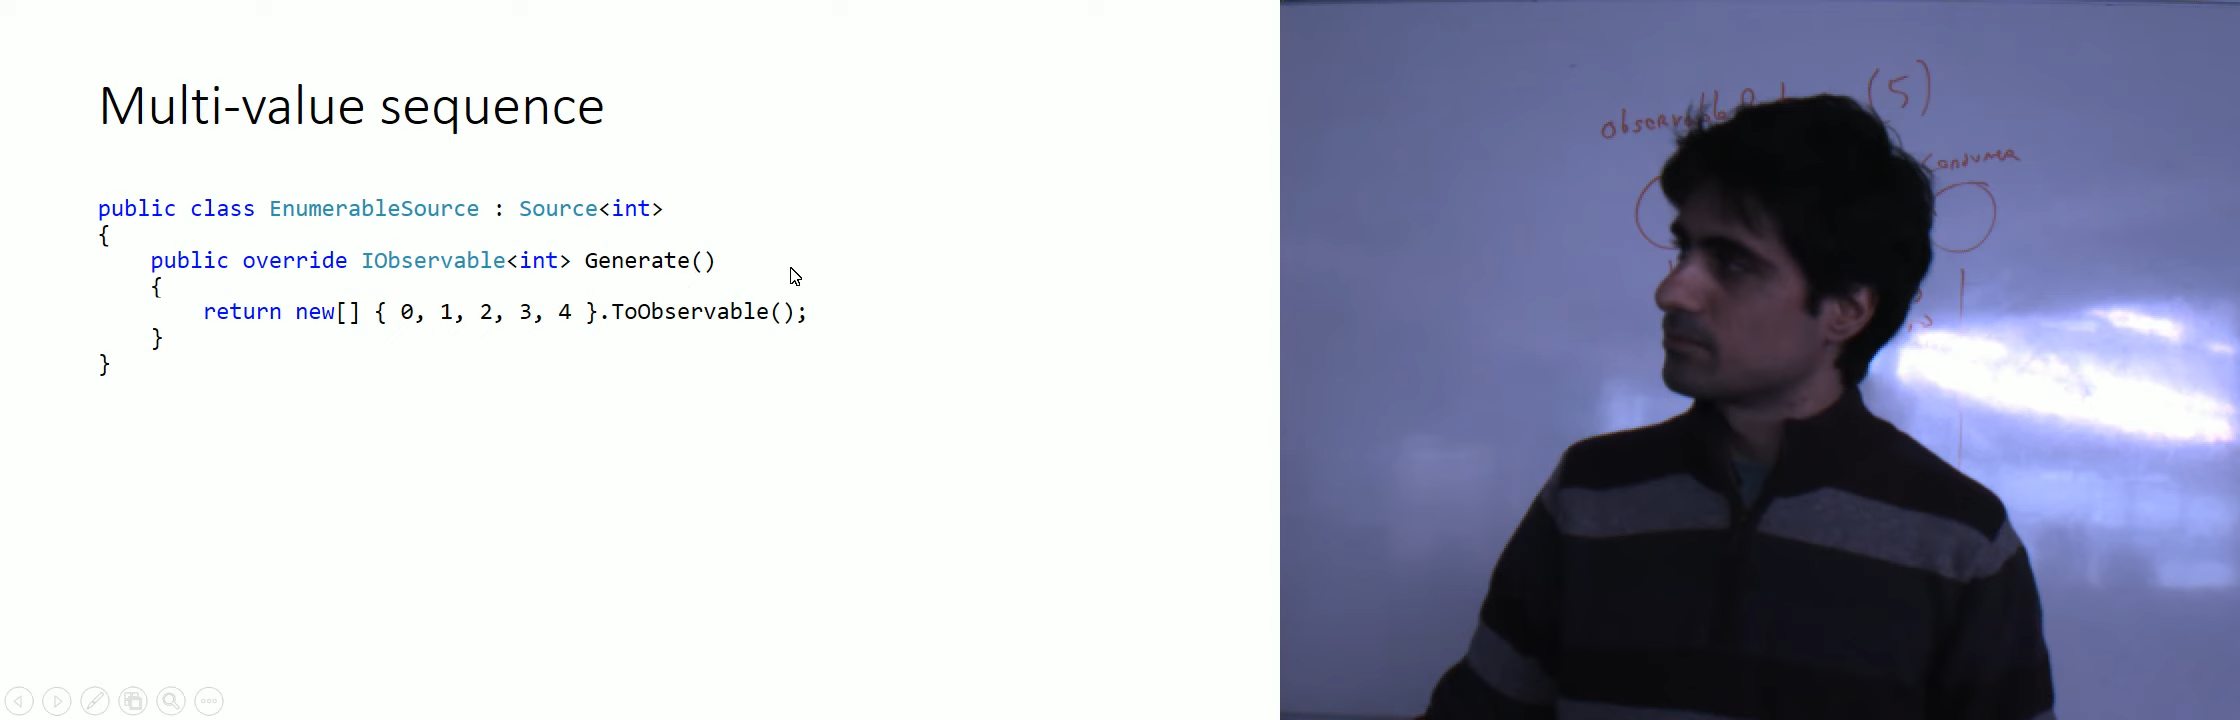 Multi-value sequence
public class EnumerableSource : Source<int>
{
    public override IObservable<int> Generate()
    {
        return new[] { 0, 1, 2, 3, 4 }.ToObservable();
    }
}
(5)